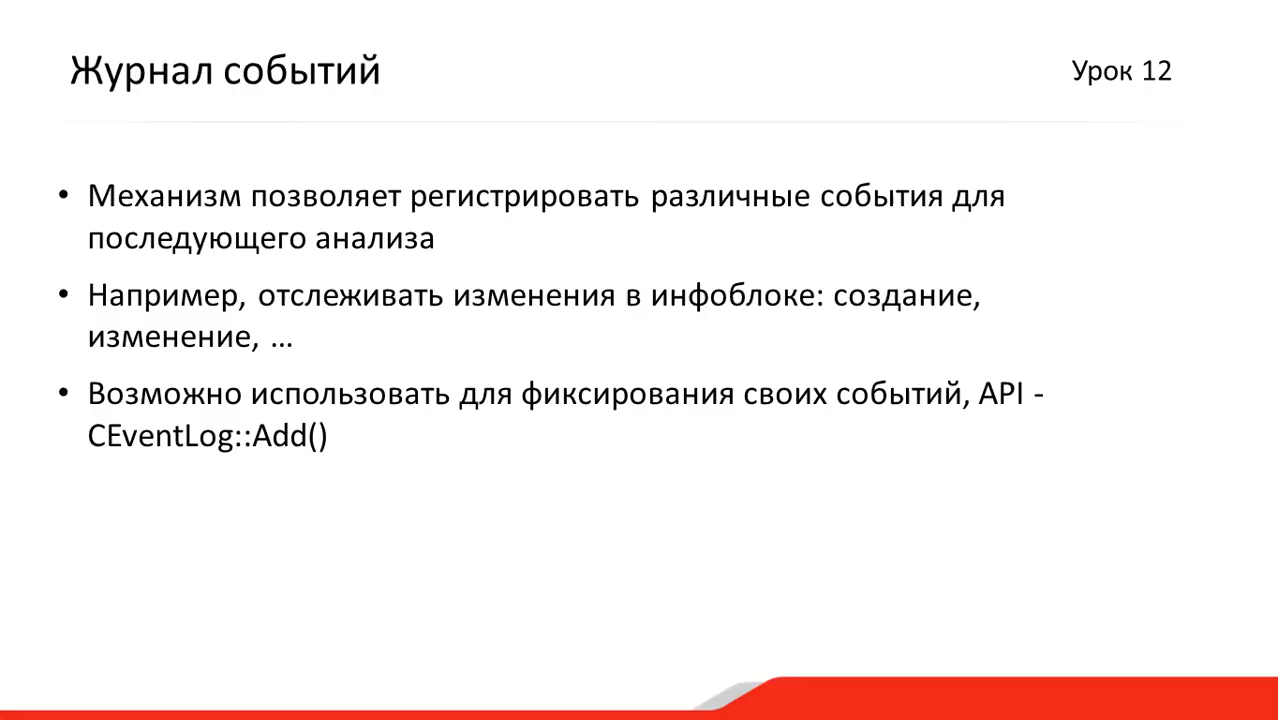 Журнал событий
Урок 12
• Механизм позволяет регистрировать различные события для
последующего анализа
• Например, отслеживать изменения в инфоблоке: создание,
изменение, ...
• Возможно использовать для фиксирования своих событий, API -
CEventLog::Add()